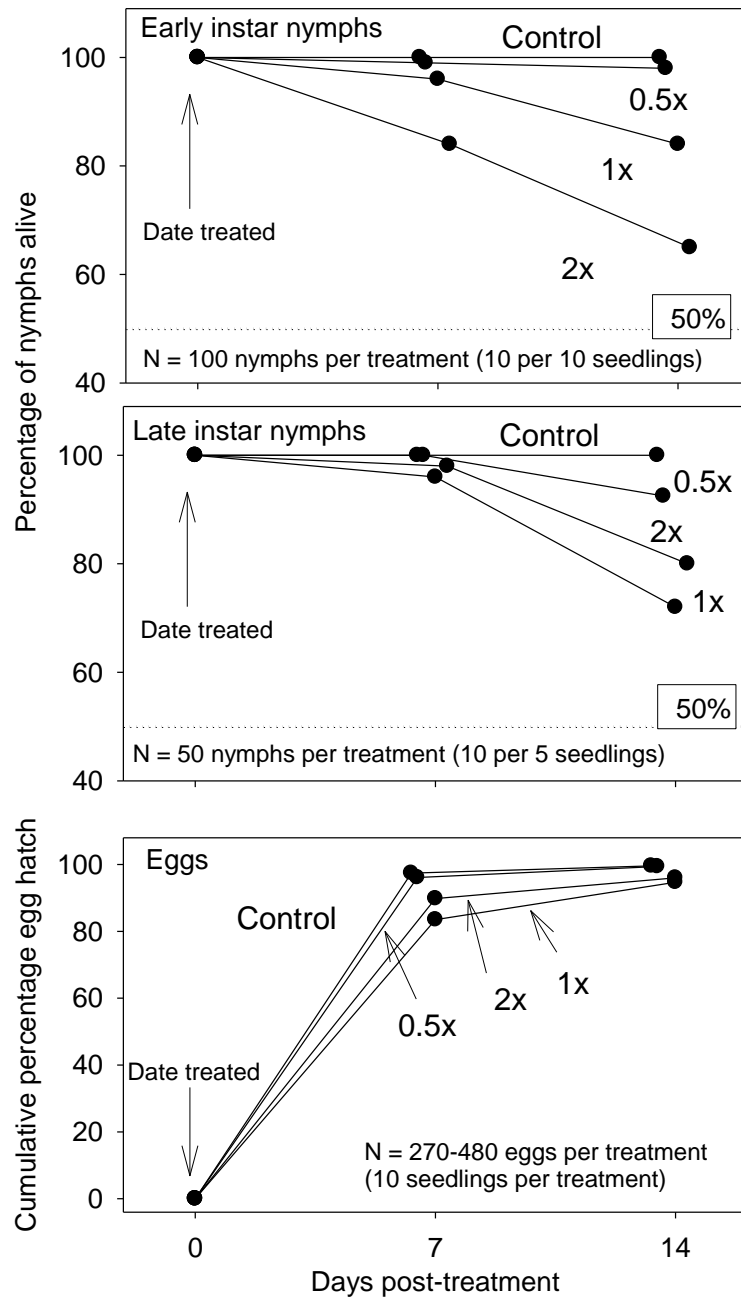 Early instar nymphs
Control
100
0.5x
80
1x
Date treated
2x
60
50%
N = 100 nymphs per treatment (10 per 10 seedlings)
40
Percentage of nymphs alive
Late instar nymphs
Control
100
0.5x
2x
80
1x
Date treated
60
50%
N = 50 nymphs per treatment (10 per 5 seedlings)
40
Cumulative percentage egg hatch
Eggs
100
Control
80
1x
2x
60
0.5x
40
Date treated
20
N = 270-480 eggs per treatment
(10 seedlings per treatment)
0
0
7
14
Days post-treatment